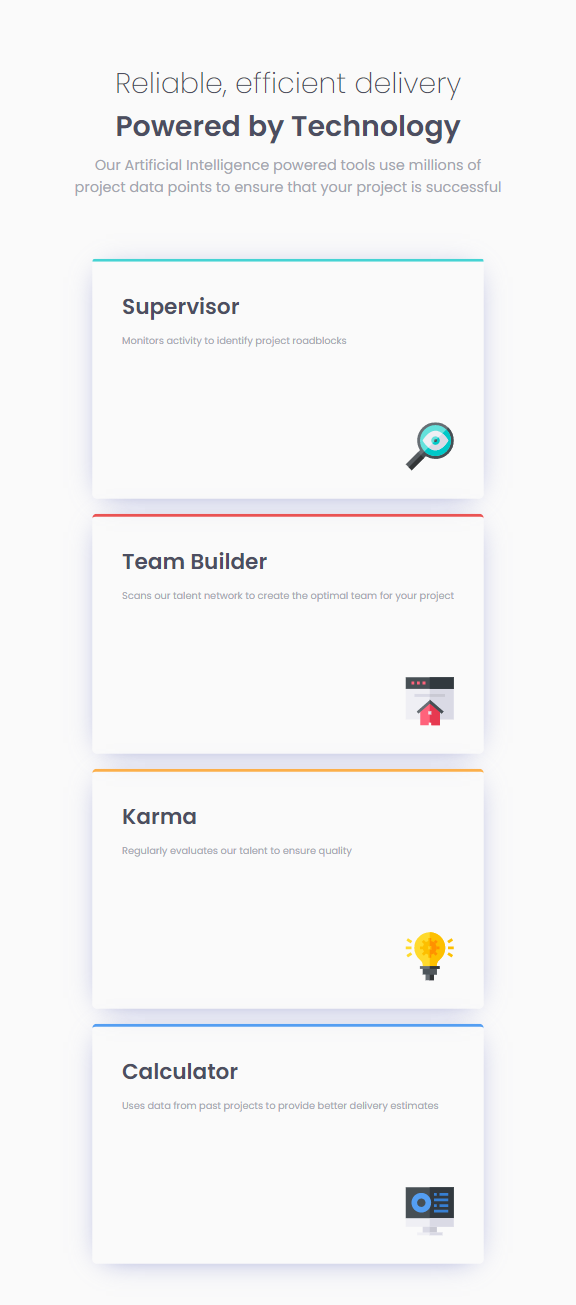 Reliable, efficient delivery
Powered by Technology
Our Artificial Intelligence powered tools use millions of
project data points to ensure that your project is successful
Supervisor
Monitors activity to identify project roadblocks
Team Builder
Scans our talent network to create the optimal team for your project
Karma
Regularly evaluates our talent to ensure quality
Calculator
Uses data from past projects to provide better delivery estimates